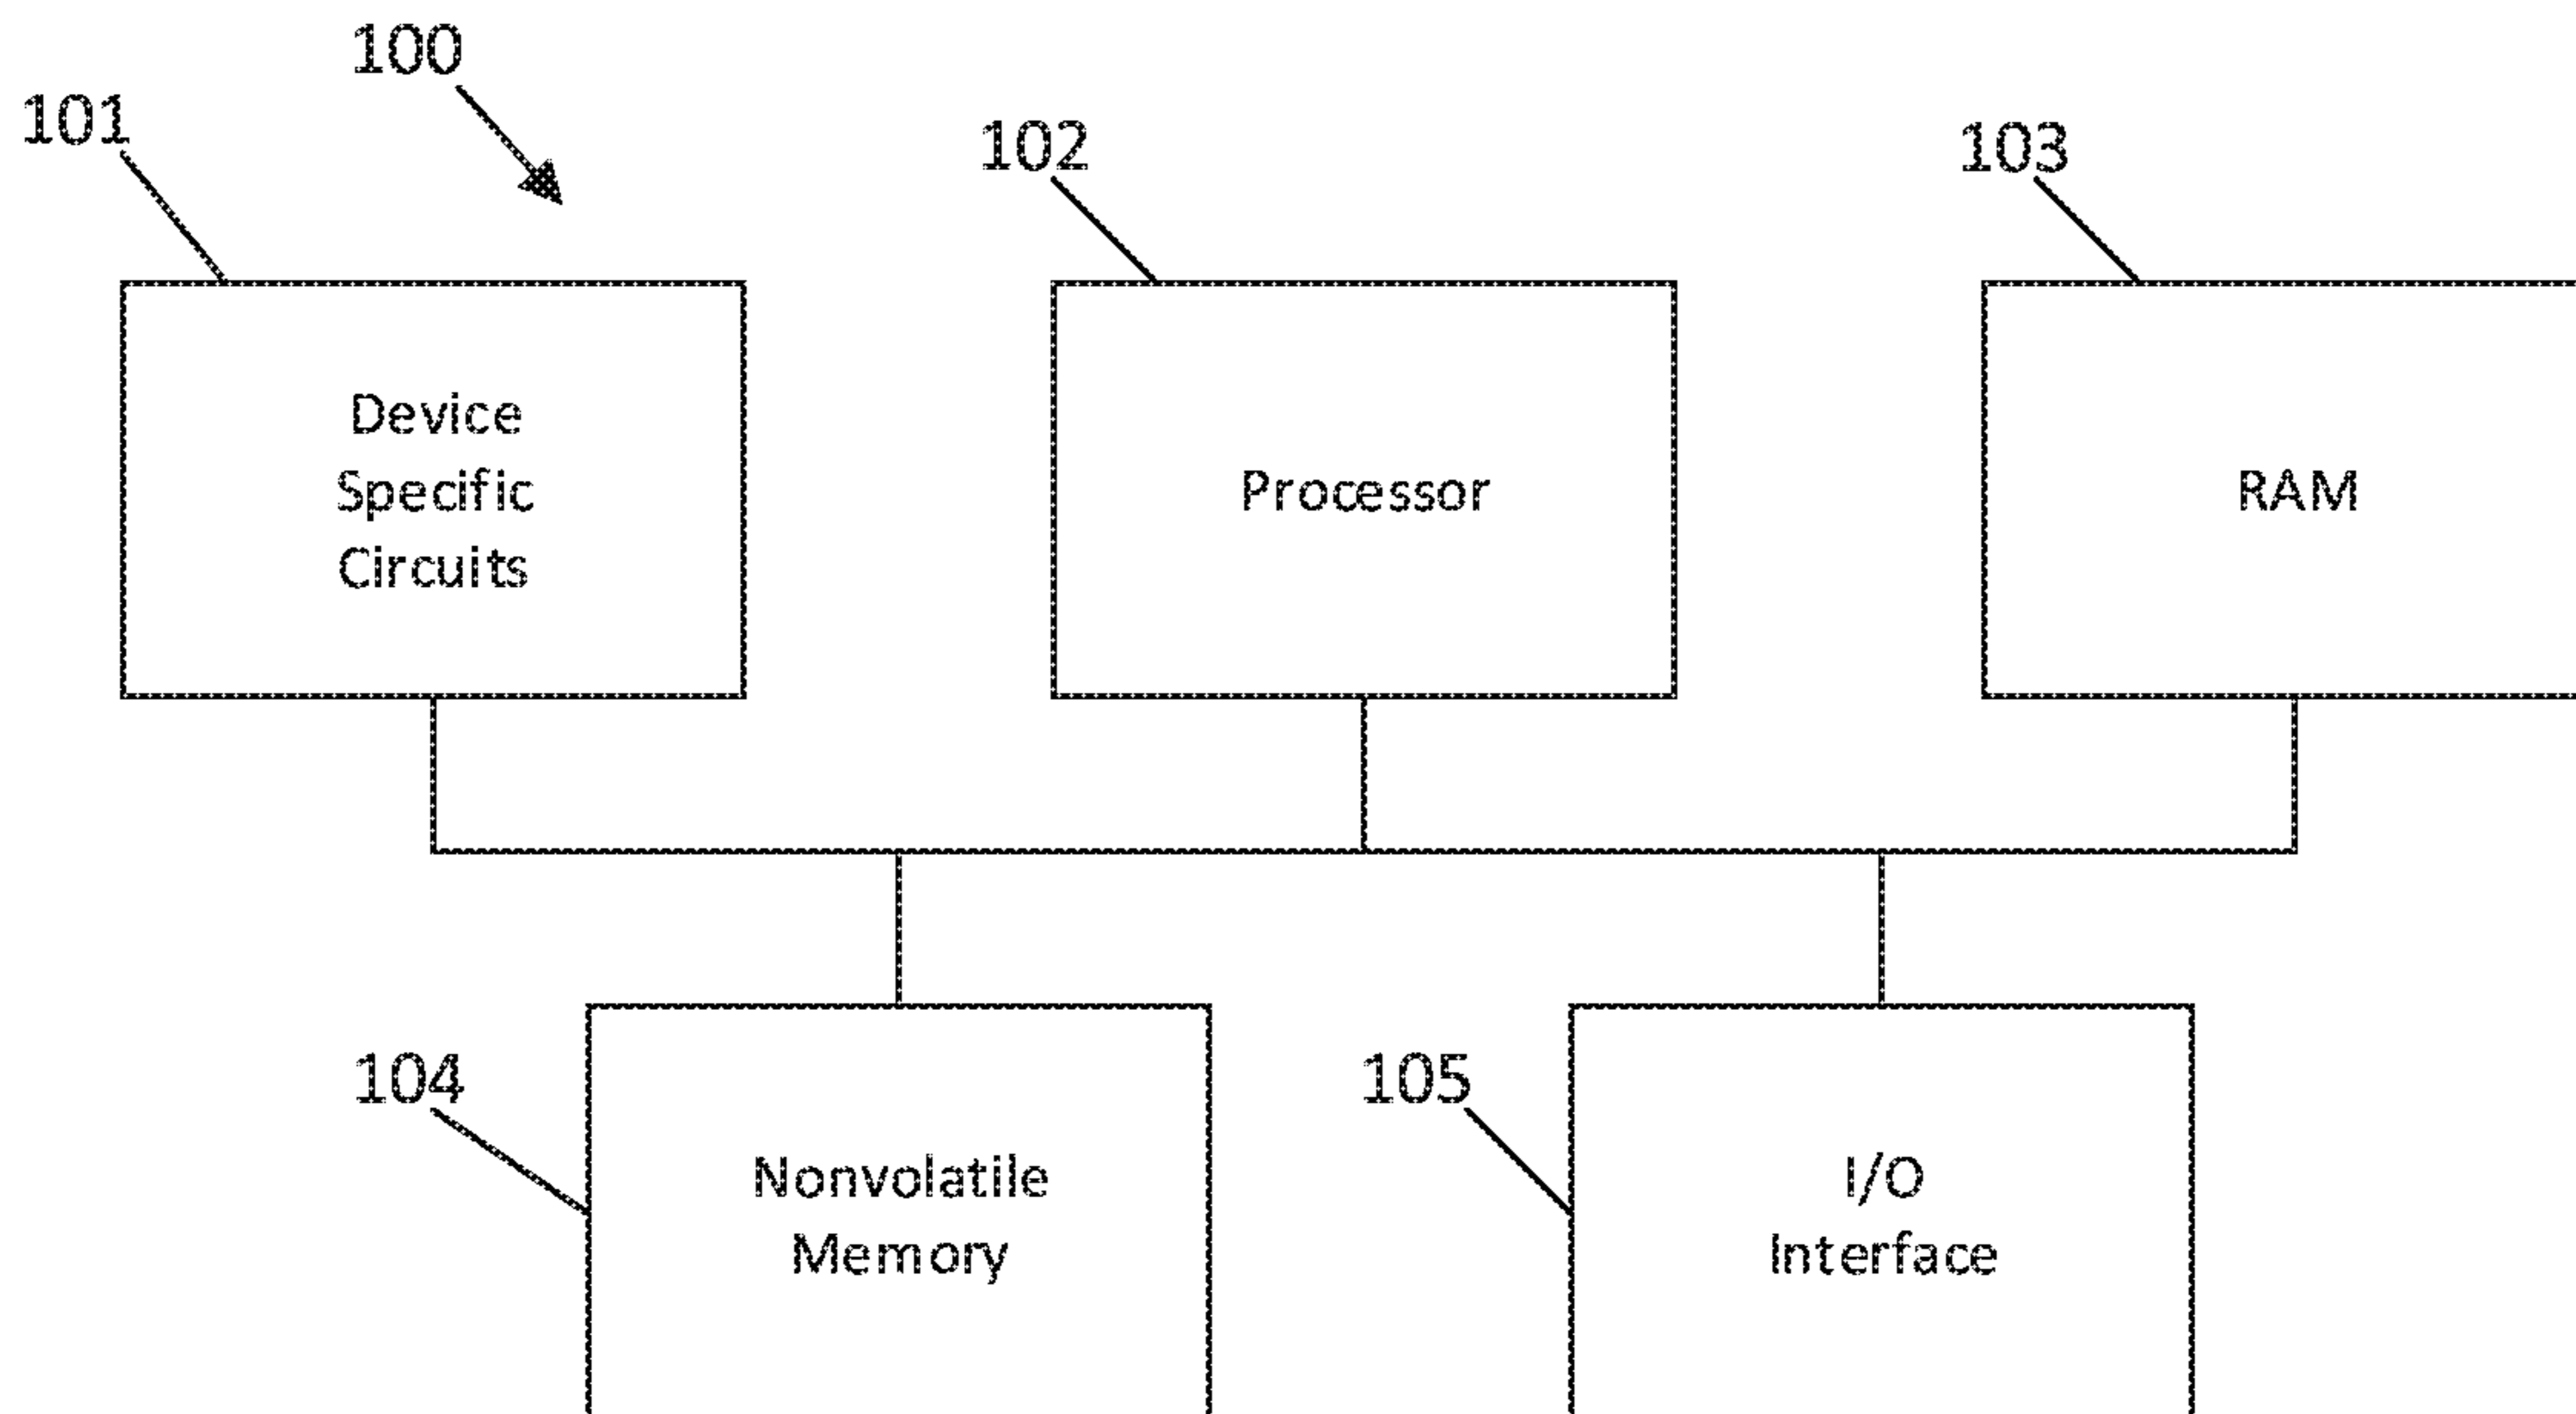 100
101
102
103
Device
Specific
Circuits
Processor
RAM
104
105
Nonvolatile
Memory
I/O
Interface